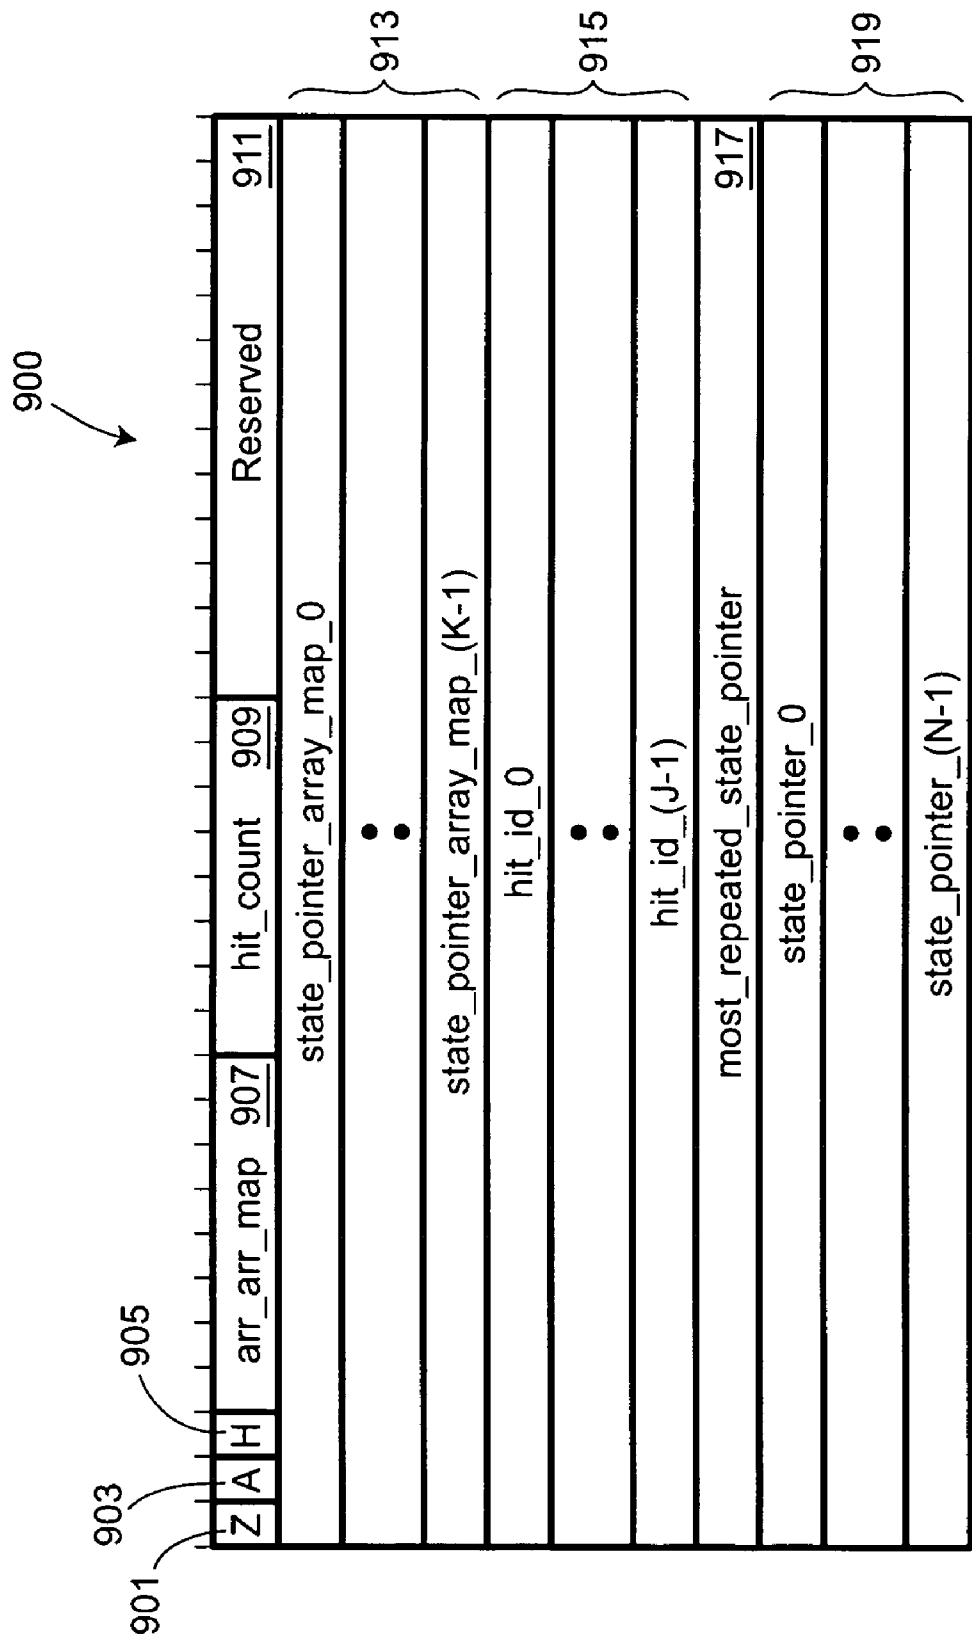 900
901
903
905
Z
A
H
arr_arr_map 907
hit_count 909
Reserved 911
state_pointer_array_map_0
state_pointer_array_map_(K-1)
913
hit_id_0
hit_id_(J-1)
915
most_repeated_state_pointer 917
state_pointer_0
state_pointer_(N-1)
919